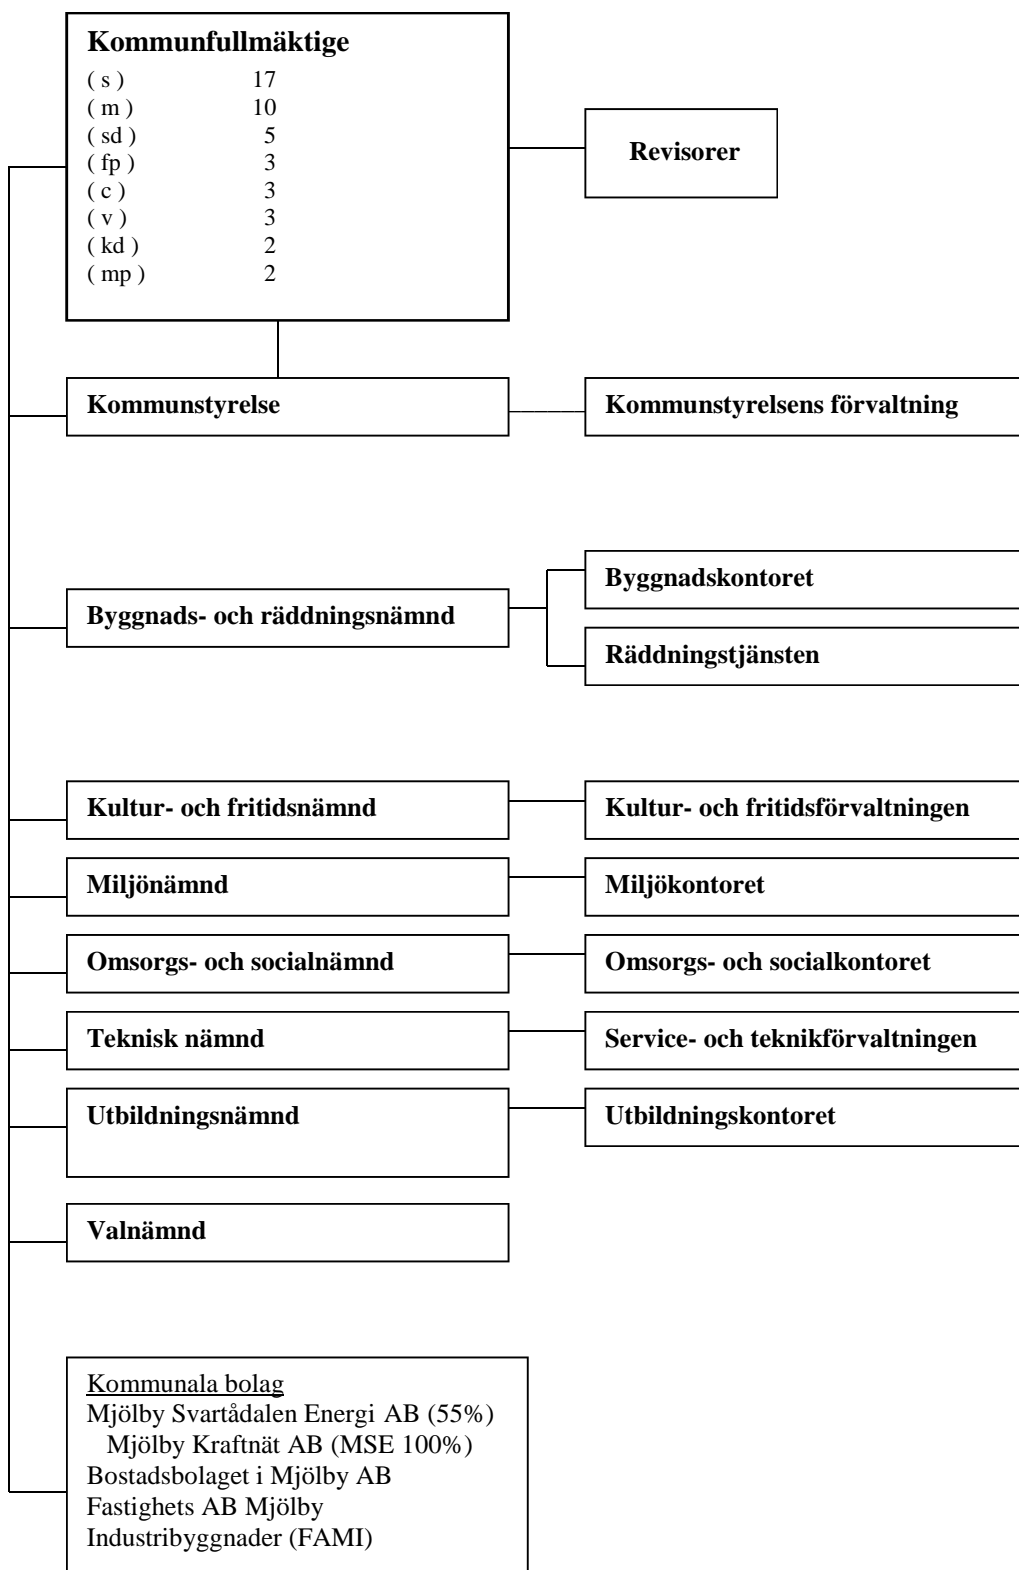 Kommunfullmäktige
( s ) 17
( m ) 10
( sd ) 5
( fp ) 3
( c ) 3
( v ) 3
( kd ) 2
( mp ) 2
Revisorer
Kommunstyrelse
Kommunstyrelsens förvaltning
Byggnads- och räddningsnämnd
Byggnadskontoret
Räddningstjänsten
Kultur- och fritidsnämnd
Kultur- och fritidsförvaltningen
Miljönämnd
Miljökontoret
Omsorgs- och socialnämnd
Omsorgs- och socialkontoret
Teknisk nämnd
Service- och teknikförvaltningen
Utbildningsnämnd
Utbildningskontoret
Valnämnd
Kommunala bolag
Mjölby Svartådalen Energi AB (55%)
Mjölby Kraftnät AB (MSE 100%)
Bostadsbolaget i Mjölby AB
Fastighets AB Mjölby
Industribyggnader (FAMI)